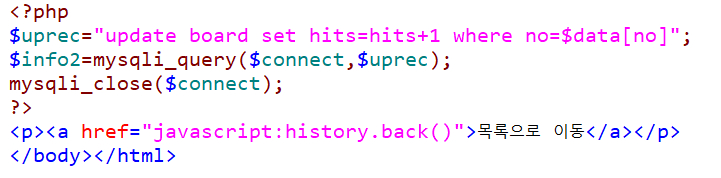 <?php
$uprec="update board set hits=hits+1 where no=$data[no]";
$info2=mysqli_query($connect,$uprec);
mysqli_close($connect);
?>
<p><a href="javascript:history.back()">목록으로 이동</a></p>
</body></html>